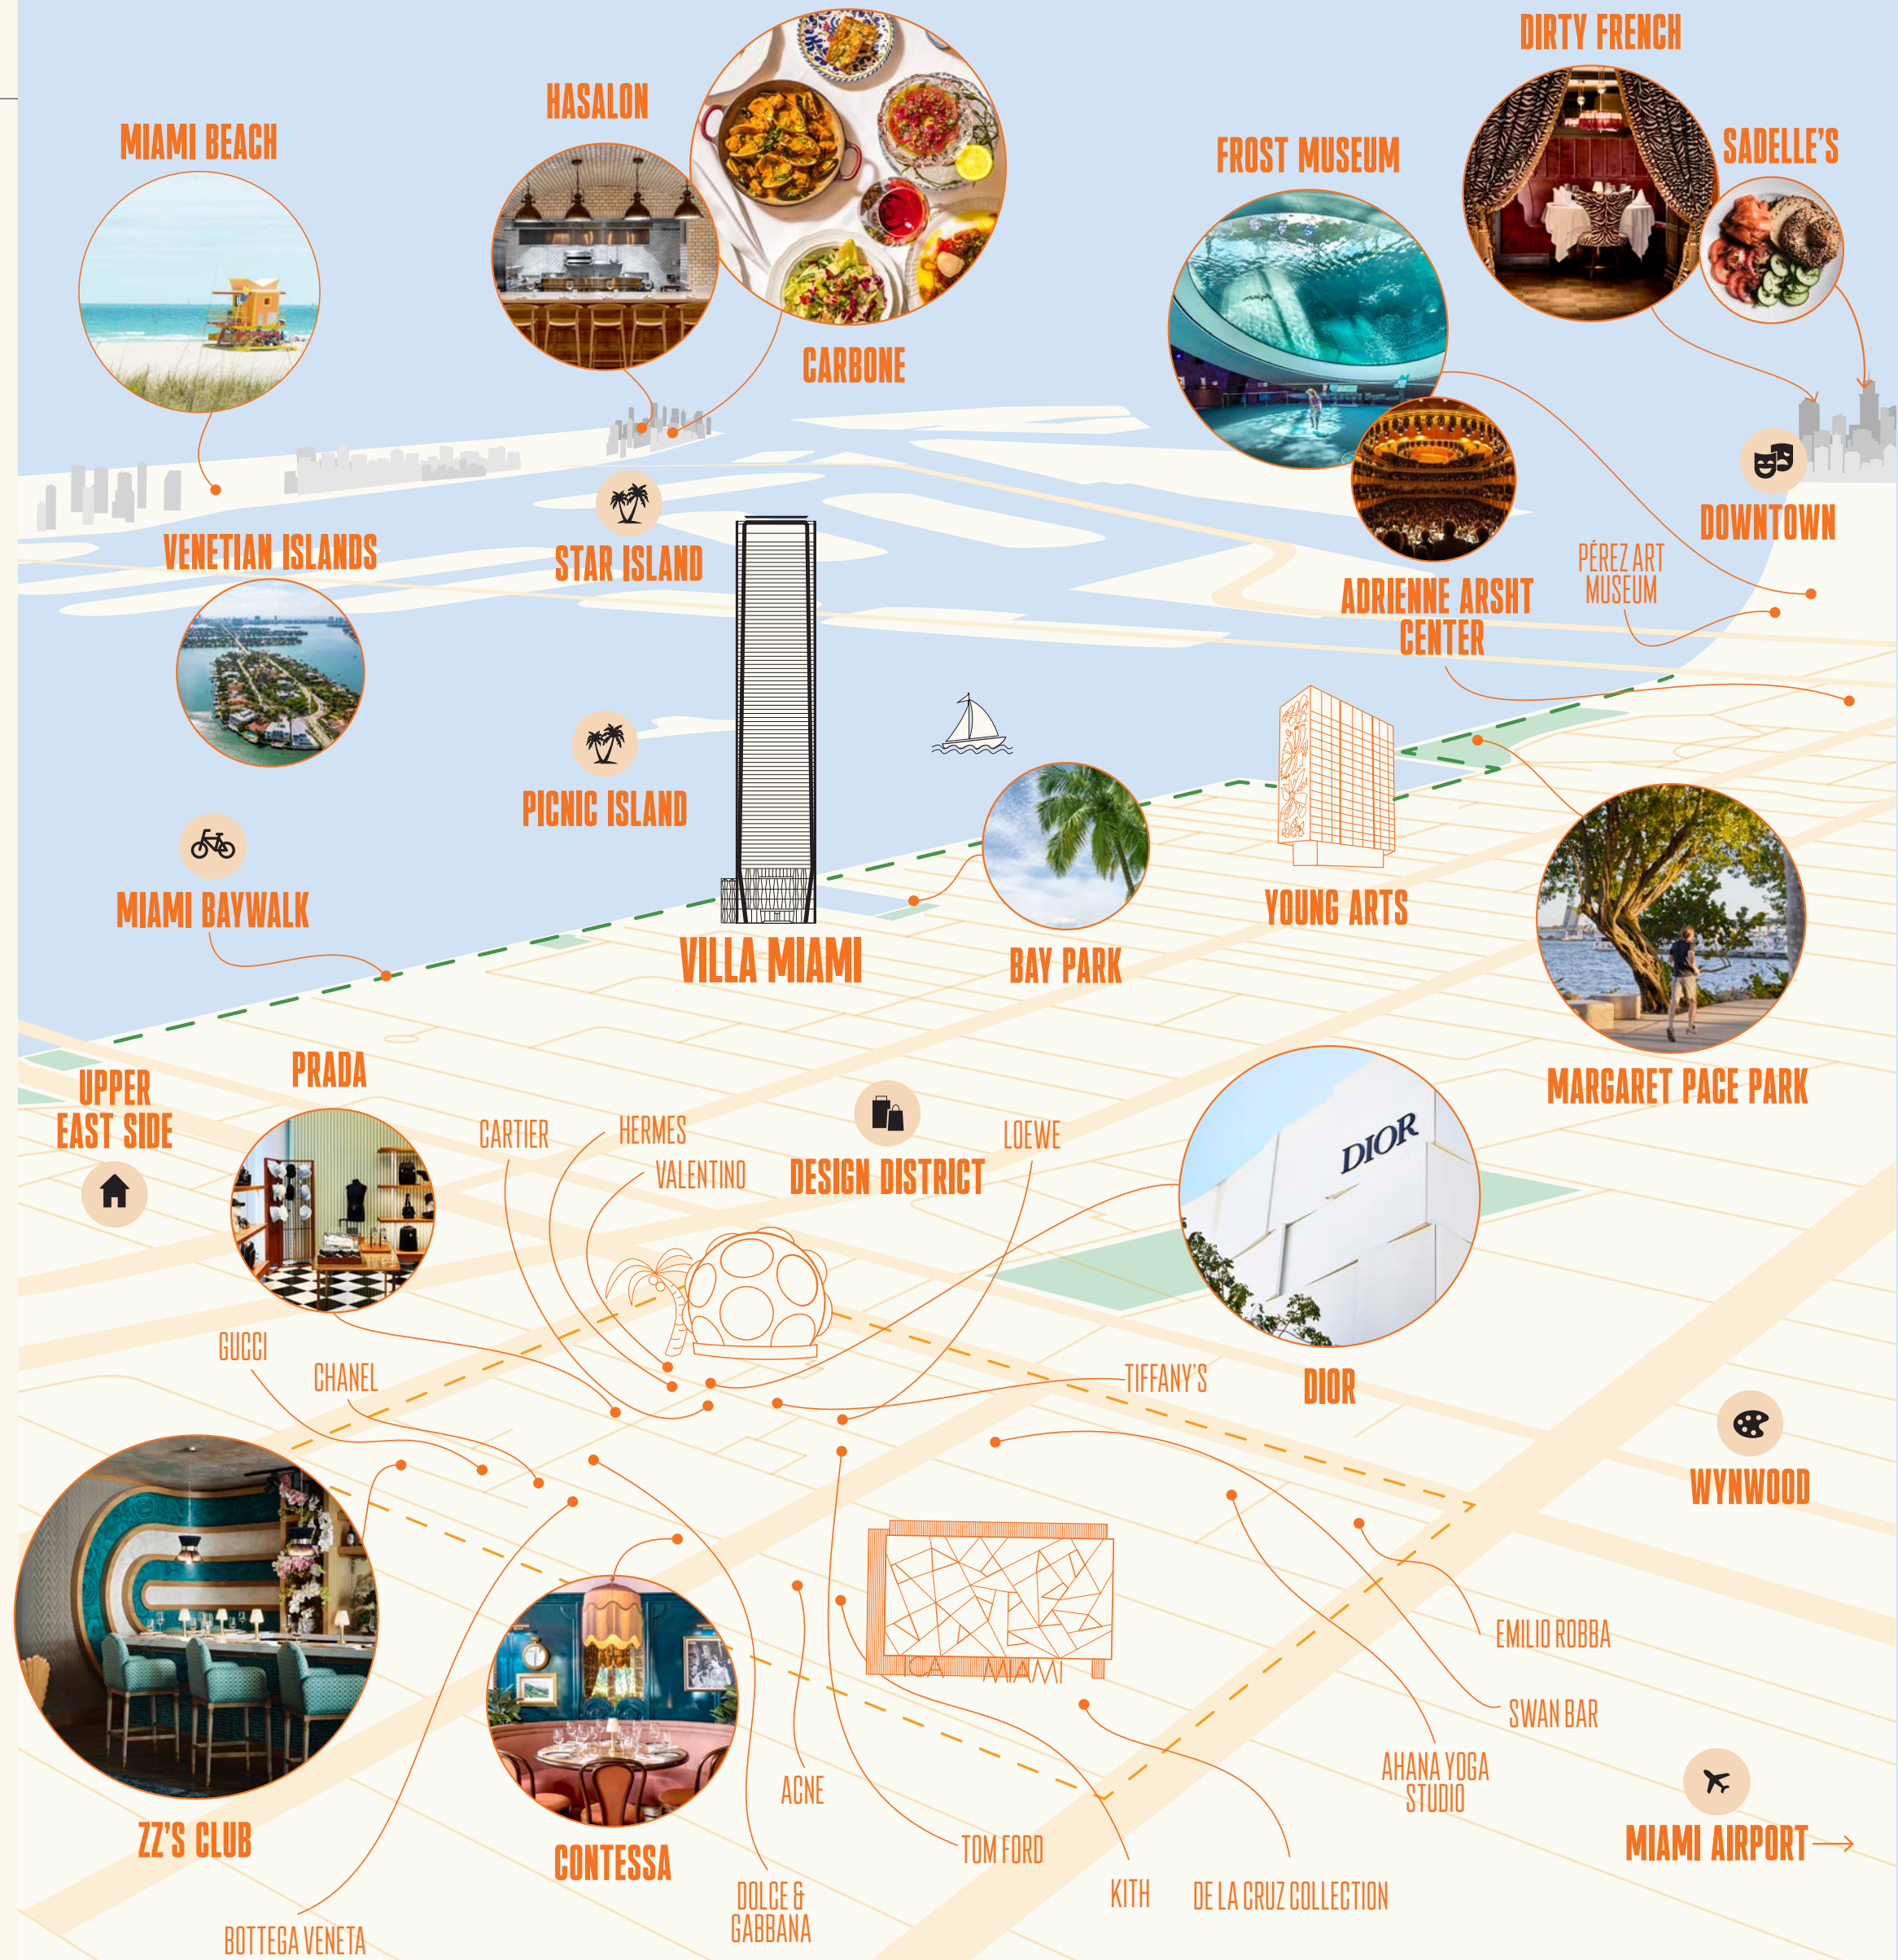 DIRTY FRENCH
HASALON
MIAMI BEACH
FROST MUSEUM
SADELLE'S
CARBONE
DOWNTOWN
VENETIAN ISLANDS
STAR ISLAND
PÉREZ ART
MUSEUM
ADRIENNE ARSHT
CENTER
PICNIC ISLAND
MIAMI BAYWALK
YOUNG ARTS
VILLA MIAMI
BAY PARK
MARGARET PACE PARK
UPPER
EAST SIDE
PRADA
CARTIER
HERMES
VALENTINO
DESIGN DISTRICT
LOEWE
DIOR
GUCCI
CHANEL
TIFFANY'S
DIOR
WYNWOOD
EMILIO ROBBA
ICA MIAMI
SWAN BAR
AHANA YOGA
STUDIO
ACNE
ZZ'S CLUB
CONTESSA
TOM FORD
MIAMI AIRPORT
DOLCE &
GABBANA
KITH
DE LA CRUZ COLLECTION
BOTTEGA VENETA